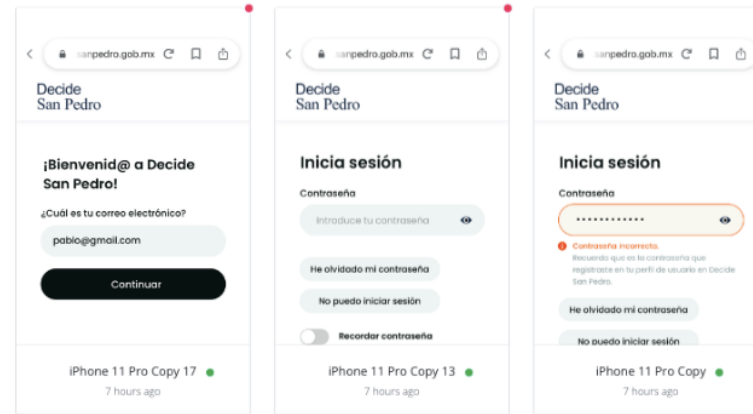 anpedro.gob.mx
Decide
San Pedro
¡Bienvenid@ a Decide
San Pedro!
¿Cuál es tu correo electrónico?
pablo@gmail.com
Continuar
iPhone 11 Pro Copy 17
7 hours ago
anpedro.gob.mx
Decide
San Pedro
Inicia sesión
Contraseña
Introduce tu contraseña
He olvidado mi contraseña
No puedo iniciar sesión
Recordar contraseña
iPhone 11 Pro Copy 13
7 hours ago
anpedro.gob.mx
Decide
San Pedro
Inicia sesión
Contraseña
Contraseña incorrecta.
Recuerda que es la contraseña que
registraste en tu perfil de usuario en Decide
San Pedro.
He olvidado mi contraseña
No puedo iniciar sesión
iPhone 11 Pro Copy
7 hours ago